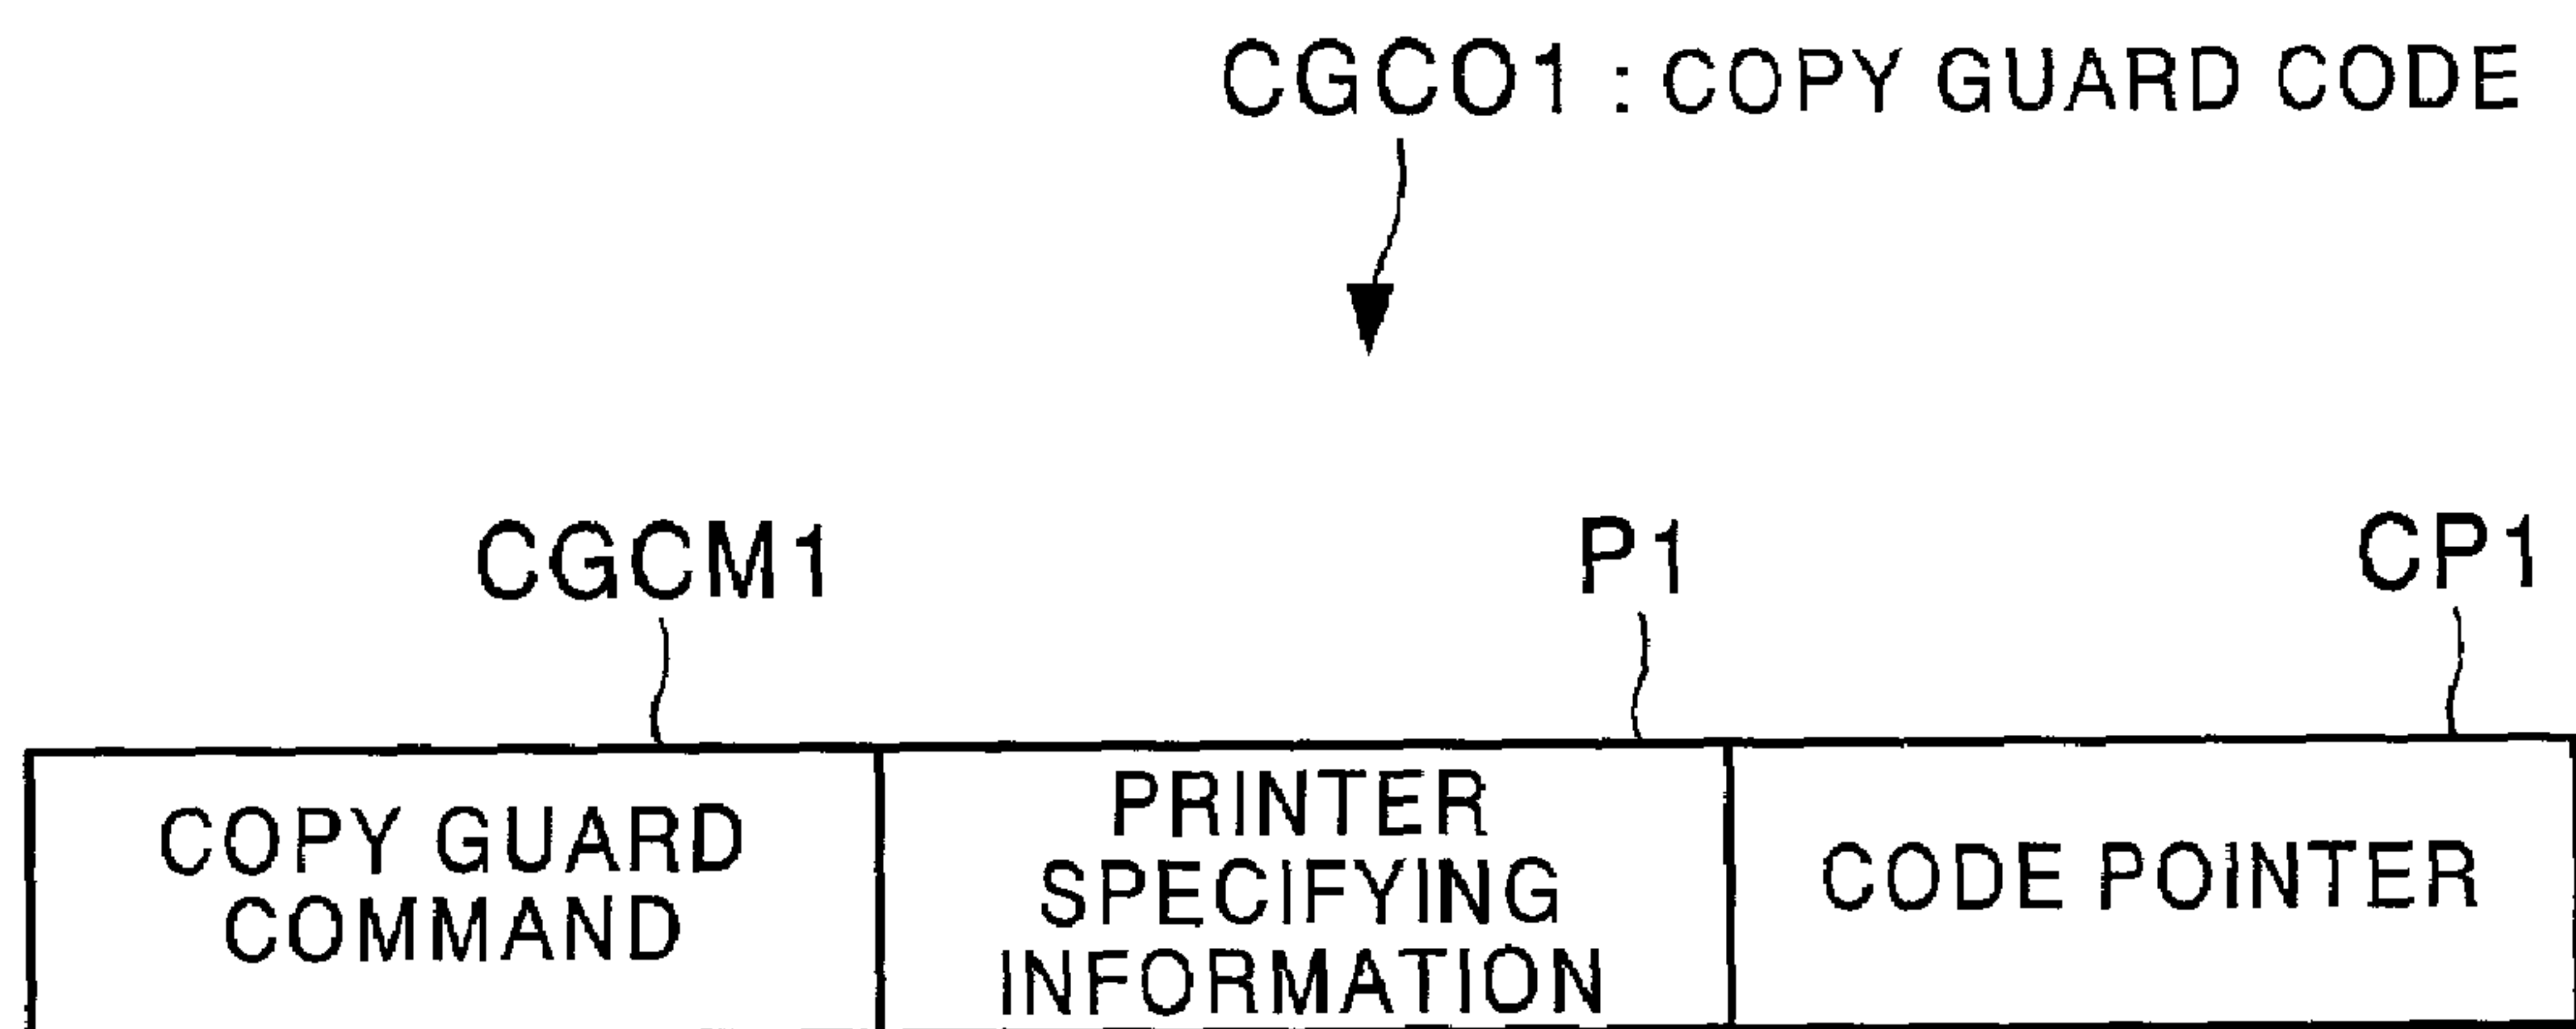 CGCO1 : COPY GUARD CODE
CGCM1
P1
CP1
COPY GUARD
COMMAND
PRINTER
SPECIFYING
INFORMATION
CODE POINTER